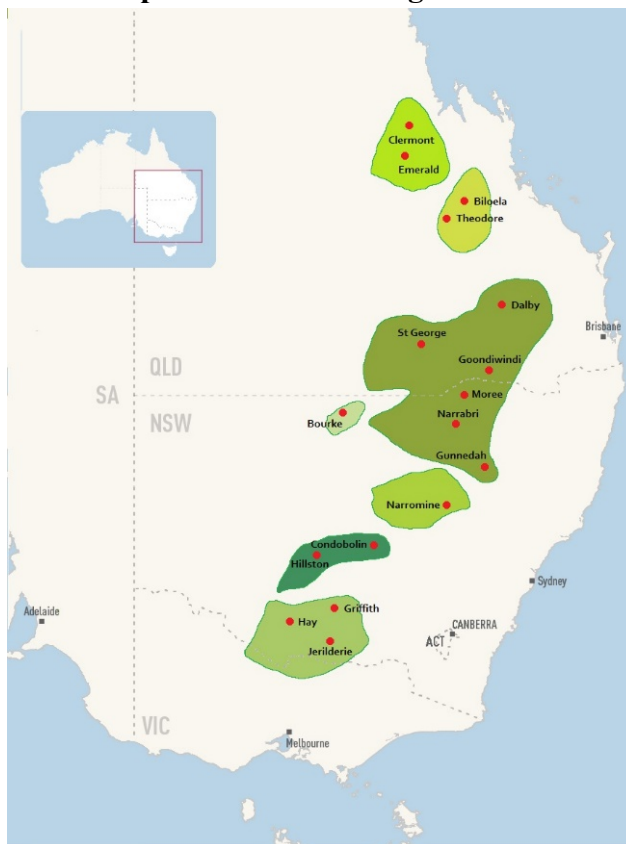 Clermont
Emerald
Biloela
Theodore
Dalby
St George
Brisbane
QLD
Goondiwindi
SA
Moree
NSW
Bourke
Narrabri
Gunnedah
Narromine
Condobolin
Hillston
Sydney
Adelaide
Griffith
Hay
CANBERRA
ACT
Jerilderie
VIC
Melbourne